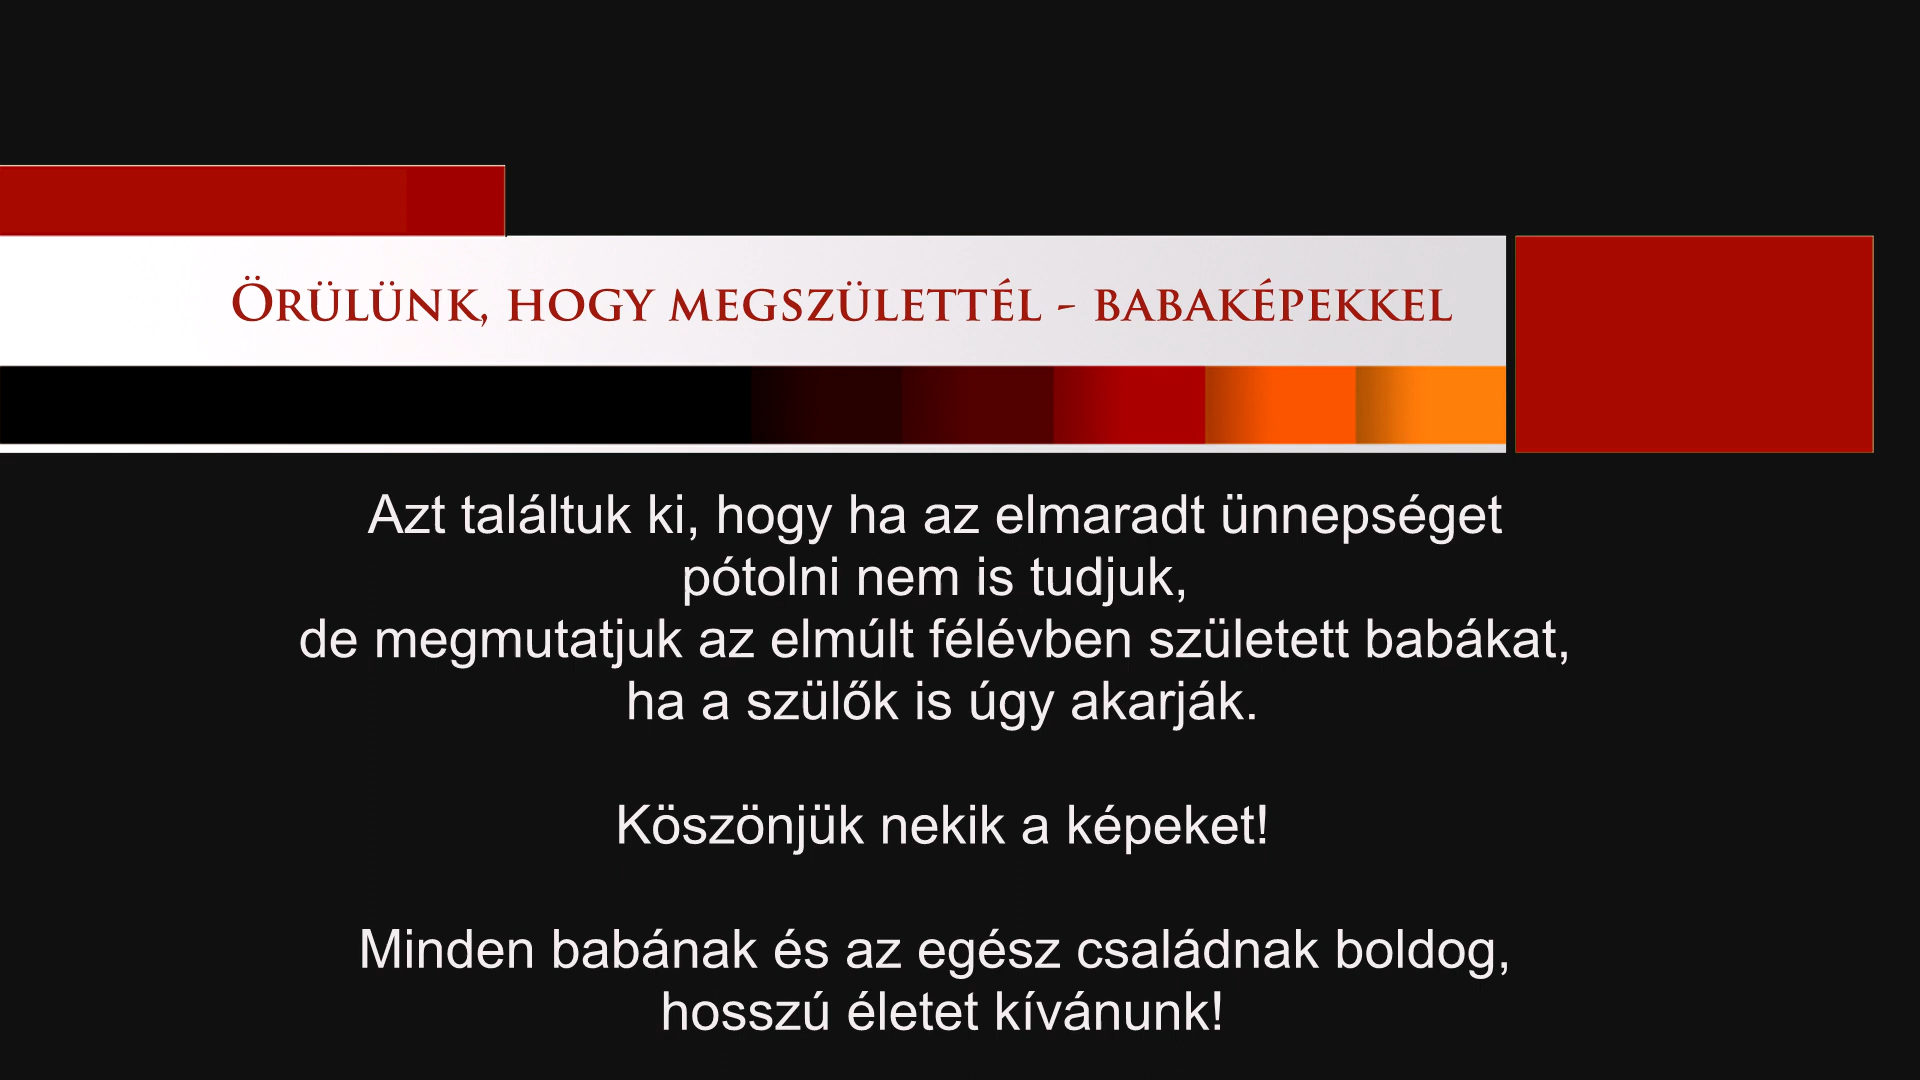 Örülünk, hogy megszülettél - babaképekkel
Azt találtuk ki, hogy ha az elmaradt ünnepséget
pótolni nem is tudjuk,
de megmutatjuk az elmúlt félévben született babákat,
ha a szülők is úgy akarják.
Köszönjük nekik a képeket!
Minden babának és az egész családnak boldog,
hosszú életet kívánunk!